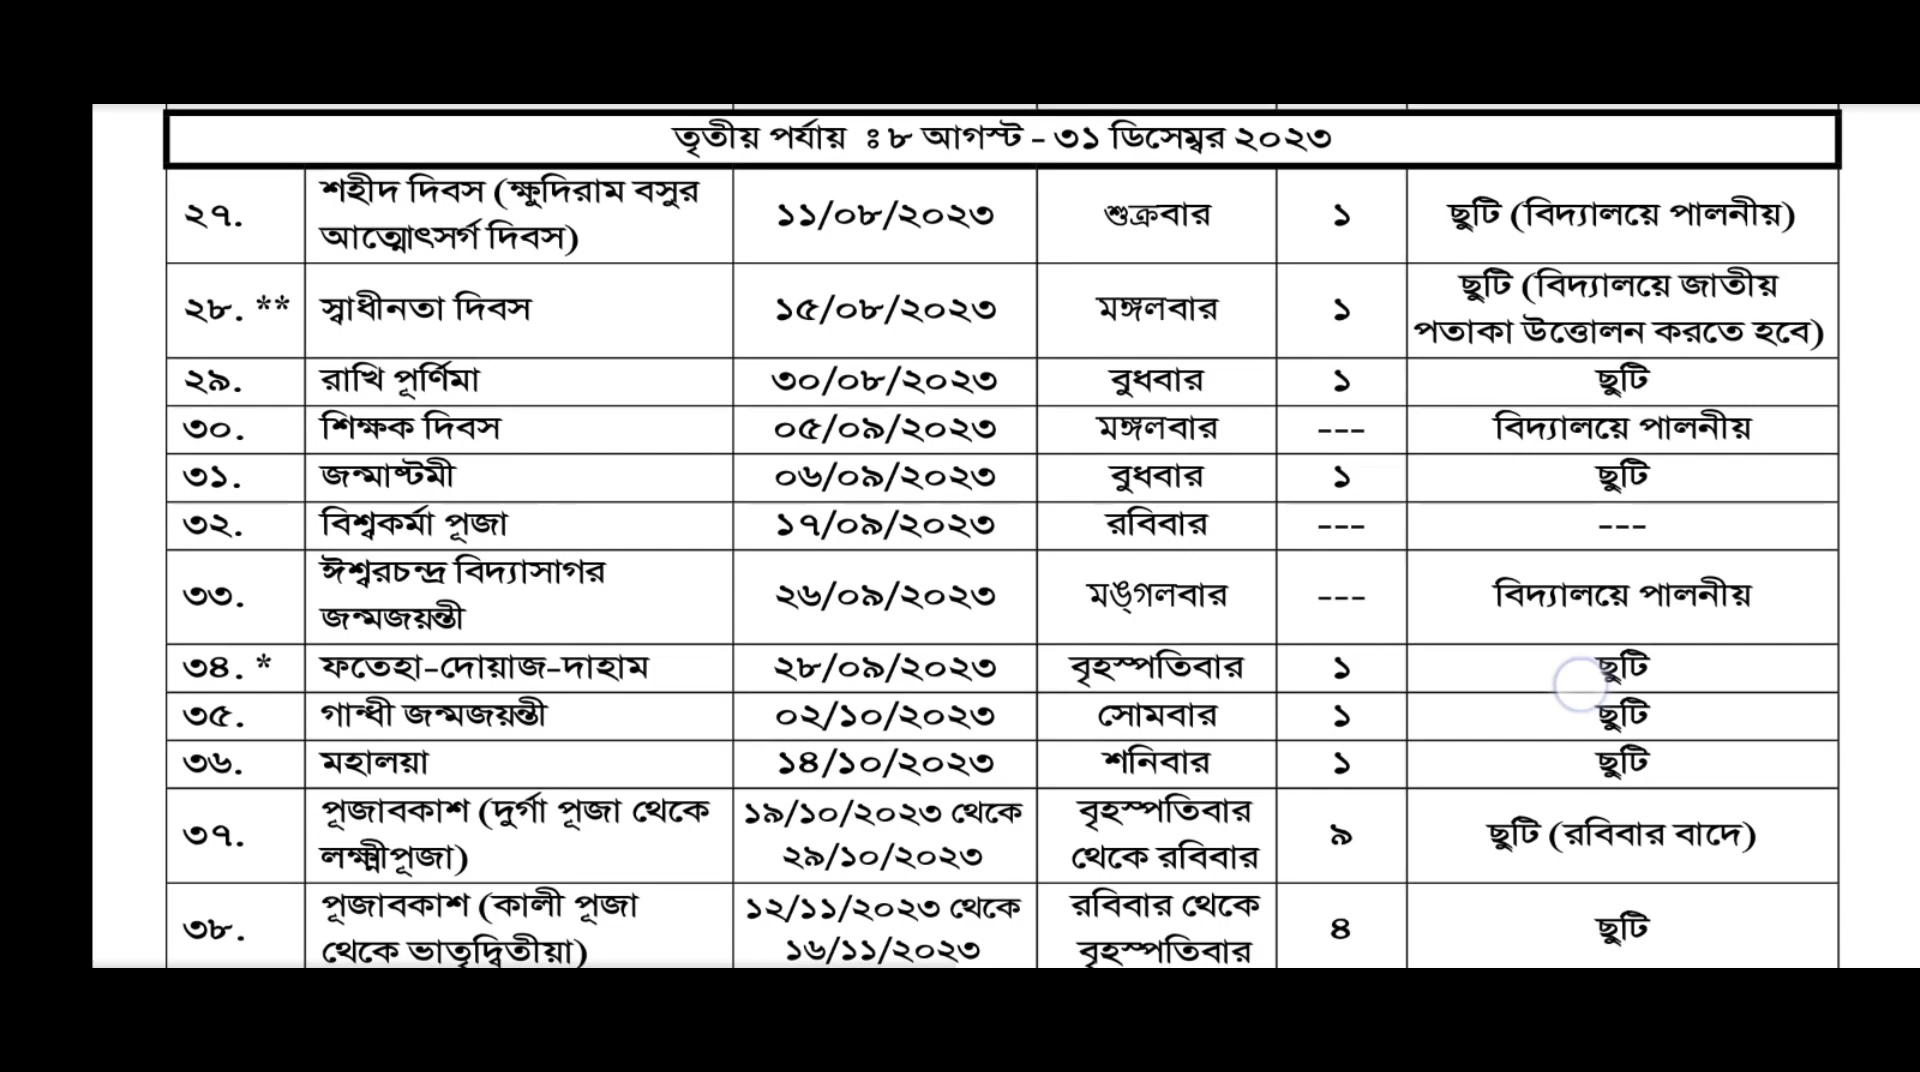 তৃতীয় পর্যায় ঃ ৮ আগস্ট - ৩১ ডিসেম্বর ২০২৩
২৭. শহীদ দিবস (ক্ষুদিরাম বসুর আত্মোৎসর্গ দিবস) ১১/০৮/২০২৩ শুক্রবার ১ ছুটি (বিদ্যালয়ে পালনীয়)
২৮. ** স্বাধীনতা দিবস ১৫/০৮/২০২৩ মঙ্গলবার ১ ছুটি (বিদ্যালয়ে জাতীয় পতাকা উত্তোলন করতে হবে)
২৯. রাখি পূর্ণিমা ৩০/০৮/২০২৩ বুধবার ১ ছুটি
৩০. শিক্ষক দিবস ০৫/০৯/২০২৩ মঙ্গলবার --- বিদ্যালয়ে পালনীয়
৩১. জন্মাষ্টমী ০৬/০৯/২০২৩ বুধবার ১ ছুটি
৩২. বিশ্বকর্মা পূজা ১৭/০৯/২০২৩ রবিবার --- ---
৩৩. ঈশ্বরচন্দ্র বিদ্যাসাগর জন্মজয়ন্তী ২৬/০৯/২০২৩ মঙ্‌গলবার --- বিদ্যালয়ে পালনীয়
৩৪. * ফতেহা-দোয়াজ-দাহাম ২৮/০৯/২০২৩ বৃহস্পতিবার ১ ছুটি
৩৫. গান্ধী জন্মজয়ন্তী ০২/১০/২০২৩ সোমবার ১ ছুটি
৩৬. মহালয়া ১৪/১০/২০২৩ শনিবার ১ ছুটি
৩৭. পূজাবকাশ (দুর্গা পূজা থেকে লক্ষ্মীপূজা) ১৯/১০/২০২৩ থেকে ২৯/১০/২০২৩ বৃহস্পতিবার থেকে রবিবার ৯ ছুটি (রবিবার বাদে)
৩৮. পূজাবকাশ (কালী পূজা থেকে ভাতৃদ্বিতীয়া) ১২/১১/২০২৩ থেকে ১৬/১১/২০২৩ রবিবার থেকে বৃহস্পতিবার ৪ ছুটি